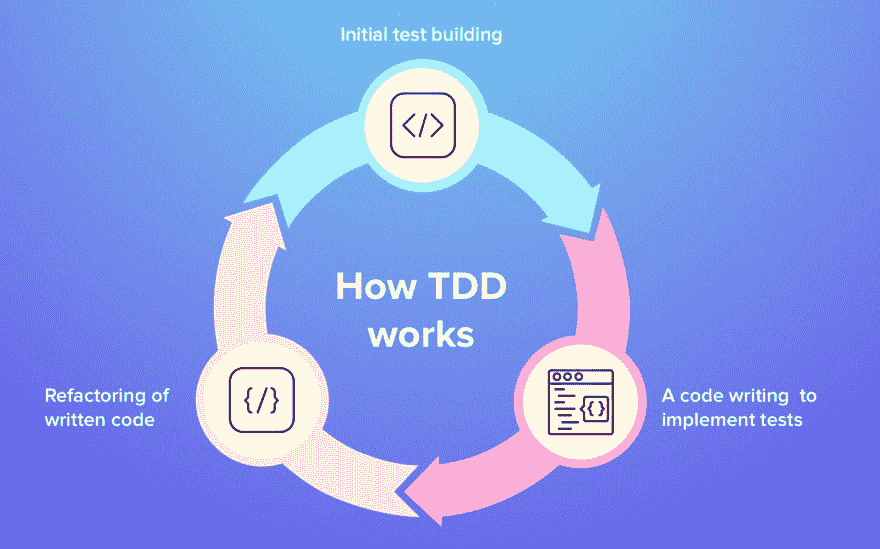 Initial test building
</>
How TDD
works
Refactoring of
written code
{/}
A code writing to
implement tests
{}